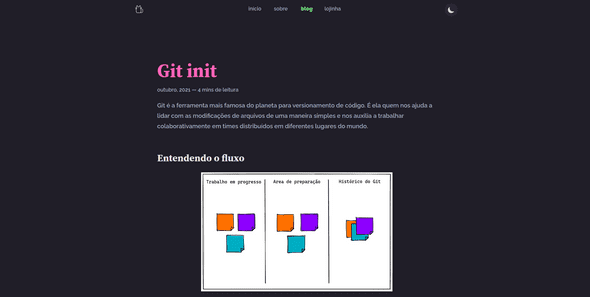 início sobre blog lojinha
Git init
outubro, 2021 — 4 mins de leitura
Git é a ferramenta mais famosa do planeta para versionamento de código. É ela quem nos ajuda a
lidar com as modificações de arquivos de uma maneira simples e nos auxilia a trabalhar
colaborativamente em times distribuídos em diferentes lugares do mundo.
Entendendo o fluxo
Trabalho em progresso Área de preparação Histórico do Git